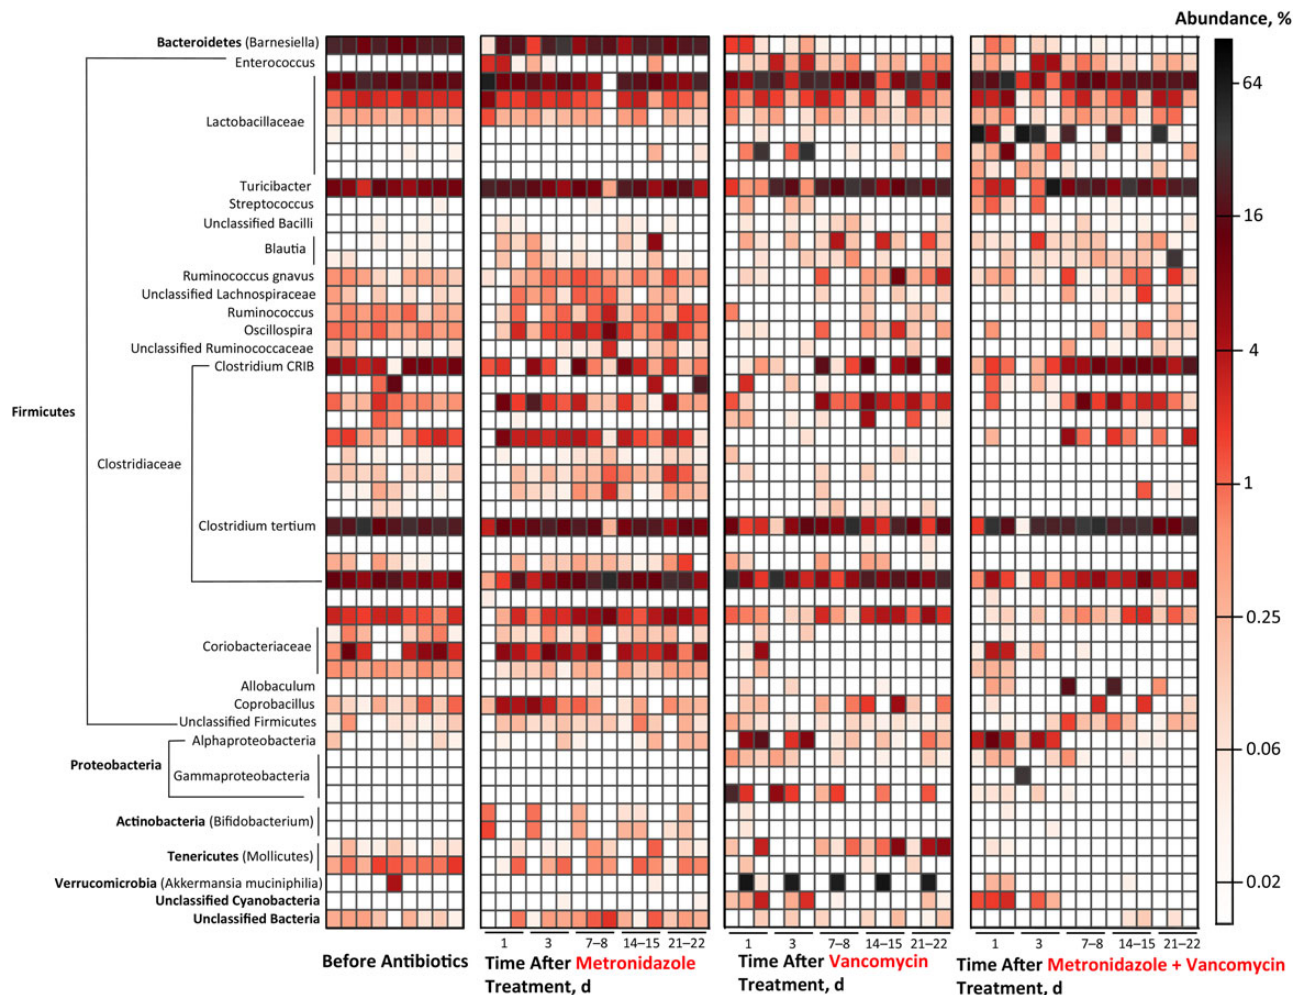 Abundance, %
Bacteroidetes (Barnesiella)
Enterococcus
Lactobacillaceae
Turicibacter
Streptococcus
Unclassified Bacilli
Blautia
Ruminococcus gnavus
Unclassified Lachnospiraceae
Ruminococcus
Oscillospira
Unclassified Ruminococcaceae
Clostridium CRIB
Firmicutes
Clostridiaceae
Clostridium tertium
Coriobacteriaceae
Allobaculum
Coprobacillus
Unclassified Firmicutes
Alphaproteobacteria
Proteobacteria
Gammaproteobacteria
Actinobacteria (Bifidobacterium)
Tenericutes (Mollicutes)
Verrucomicrobia (Akkermansia muciniphilia)
Unclassified Cyanobacteria
Unclassified Bacteria
64
16
4
1
0.25
0.06
0.02
1 3 7–8 14–15 21–22
1 3 7–8 14–15 21–22
1 3 7–8 14–15 21–22
Before Antibiotics
Time After Metronidazole
Treatment, d
Time After Vancomycin
Treatment, d
Time After Metronidazole + Vancomycin
Treatment, d